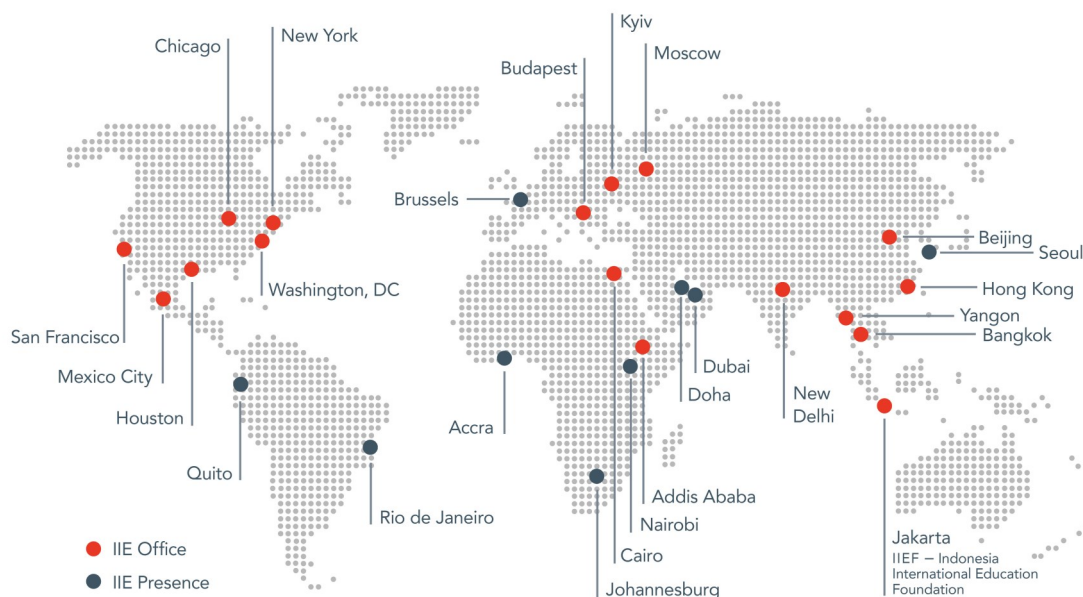 Kyiv
New York
Chicago
Moscow
Budapest
Brussels
Beijing
Seoul
Washington, DC
Hong Kong
Yangon
San Francisco
Bangkok
Mexico City
Dubai
Doha
New
Delhi
Houston
Accra
Quito
Addis Ababa
Rio de Janeiro
Nairobi
Jakarta
IIEF – Indonesia
International Education
Foundation
IIE Office
Cairo
IIE Presence
Johannesburg